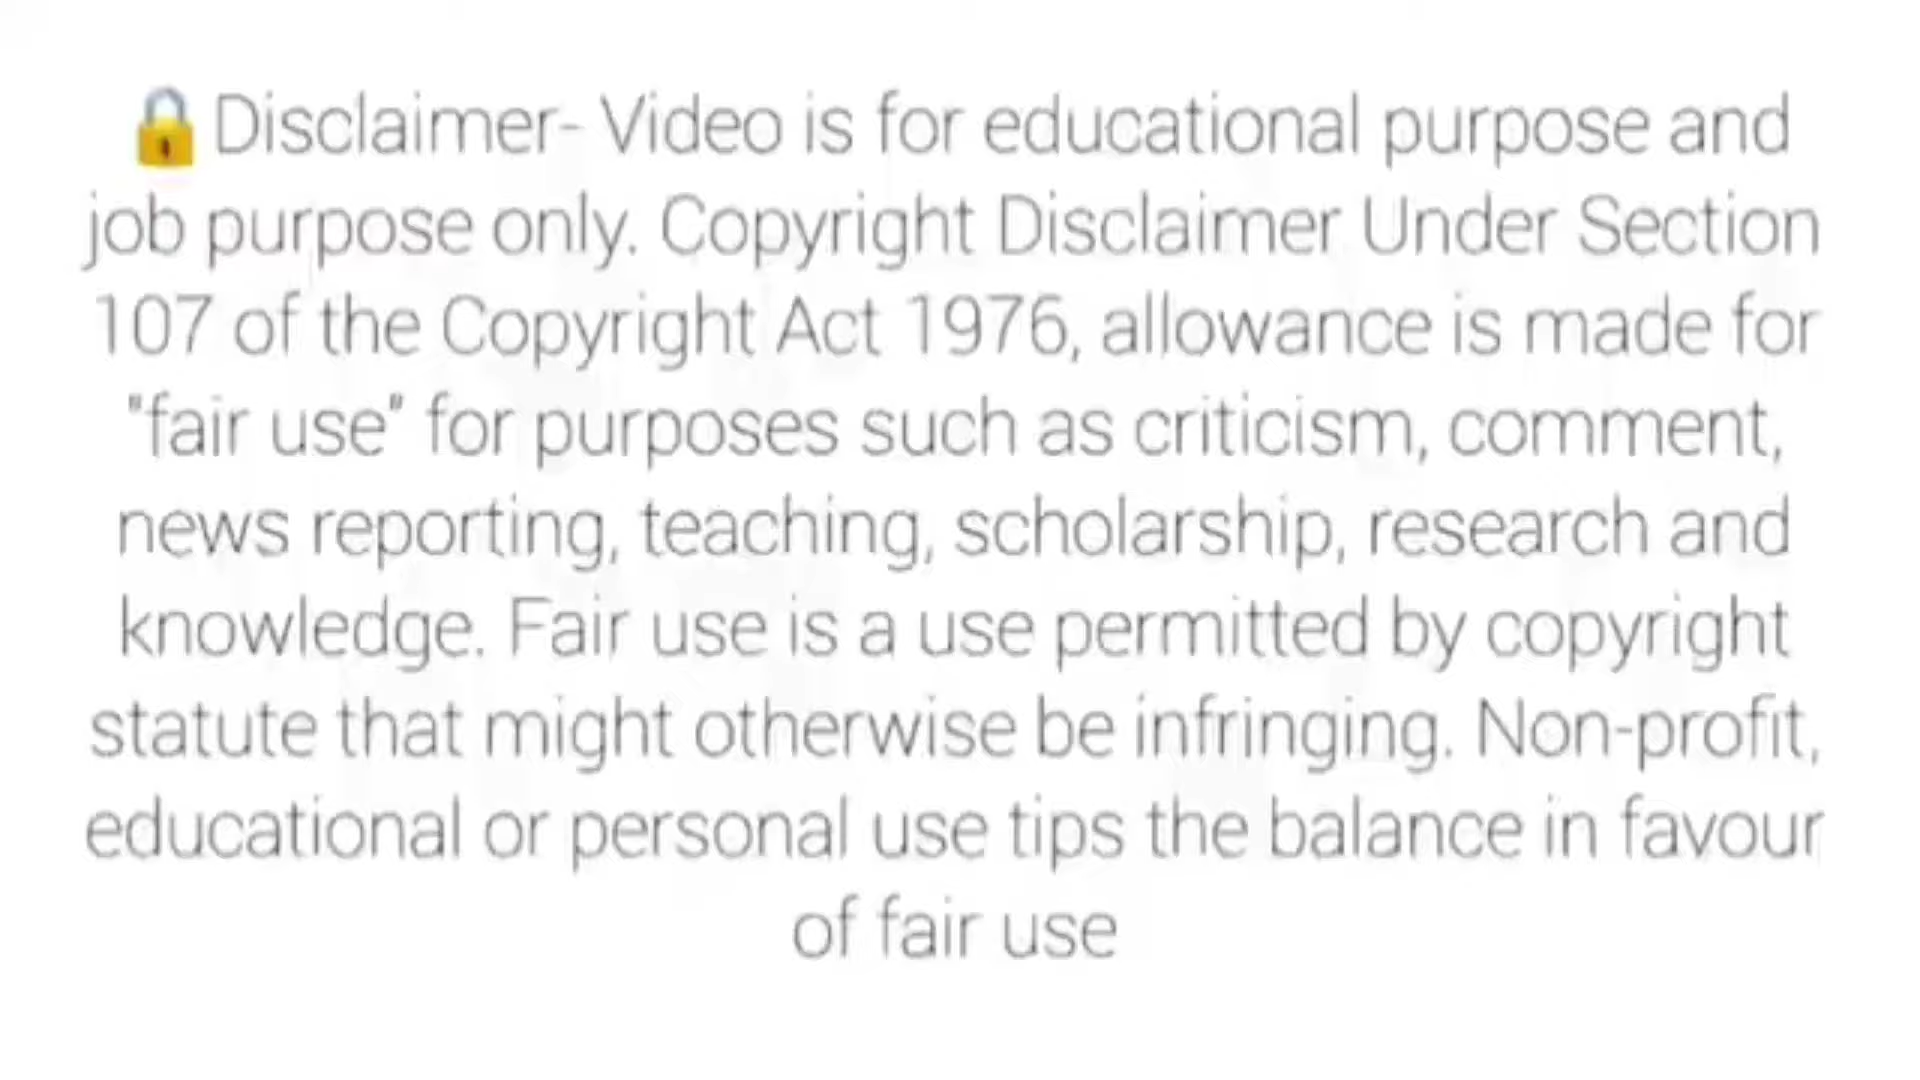 🔒Disclaimer- Video is for educational purpose and
job purpose only. Copyright Disclaimer Under Section
107 of the Copyright Act 1976, allowance is made for
"fair use" for purposes such as criticism, comment,
news reporting, teaching, scholarship, research and
knowledge. Fair use is a use permitted by copyright
statute that might otherwise be infringing. Non-profit,
educational or personal use tips the balance in favour
of fair use